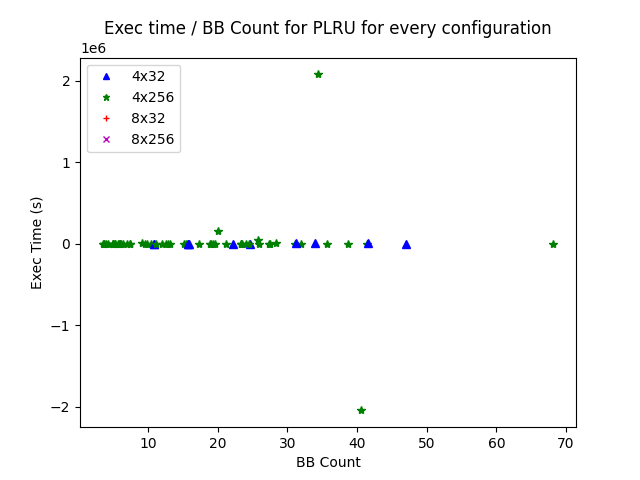 Exec time / BB Count for PLRU for every configuration
1e6
4x32
4x256
8x32
8x256
2
1
0
−1
−2
Exec Time (s)
10 20 30 40 50 60 70
BB Count